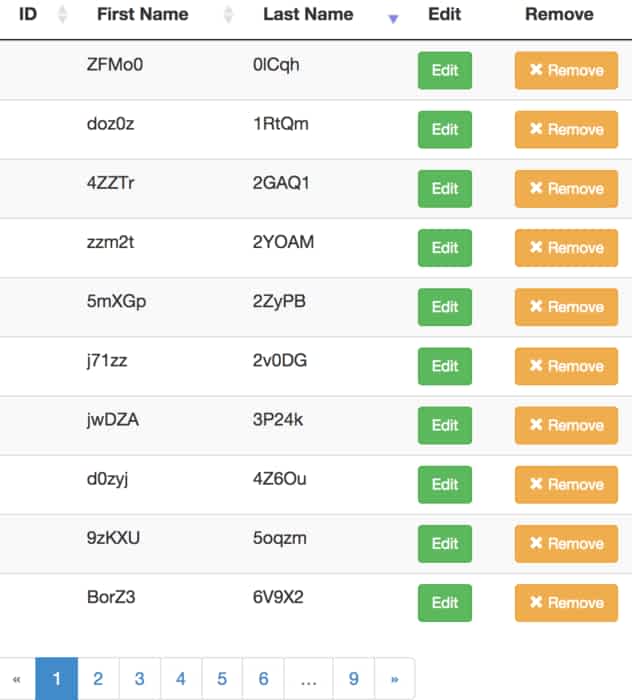 ID First Name Last Name Edit Remove
ZFMo0 0lCqh Edit ✖ Remove
doz0z 1RtQm Edit ✖ Remove
4ZZTr 2GAQ1 Edit ✖ Remove
zzm2t 2YOAM Edit ✖ Remove
5mXGp 2ZyPB Edit ✖ Remove
j71zz 2v0DG Edit ✖ Remove
jwDZA 3P24k Edit ✖ Remove
d0zyj 4Z6Ou Edit ✖ Remove
9zKXU 5oqzm Edit ✖ Remove
BorZ3 6V9X2 Edit ✖ Remove
« 1 2 3 4 5 6 ... 9 »